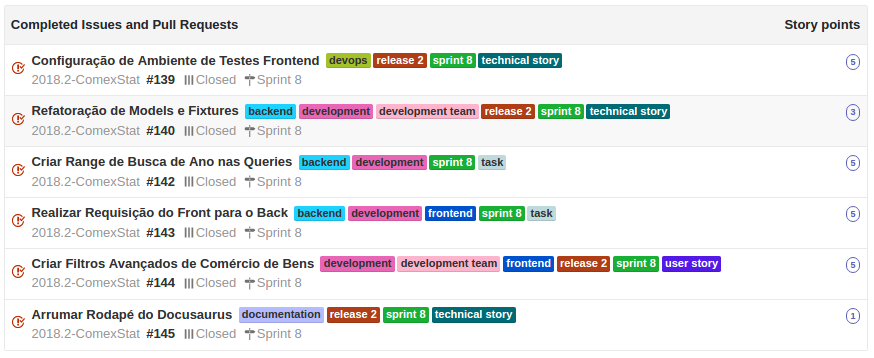 Completed Issues and Pull Requests Story points
Configuração de Ambiente de Testes Frontend devops release 2 sprint 8 technical story
2018.2-ComexStat #139 Closed Sprint 8 5
Refatoração de Models e Fixtures backend development development team release 2 sprint 8 technical story
2018.2-ComexStat #140 Closed Sprint 8 3
Criar Range de Busca de Ano nas Queries backend development sprint 8 task
2018.2-ComexStat #142 Closed Sprint 8 5
Realizar Requisição do Front para o Back backend development frontend sprint 8 task
2018.2-ComexStat #143 Closed Sprint 8 5
Criar Filtros Avançados de Comércio de Bens development development team frontend release 2 sprint 8 user story
2018.2-ComexStat #144 Closed Sprint 8 5
Arrumar Rodapé do Docusaurus documentation release 2 sprint 8 technical story
2018.2-ComexStat #145 Closed Sprint 8 1